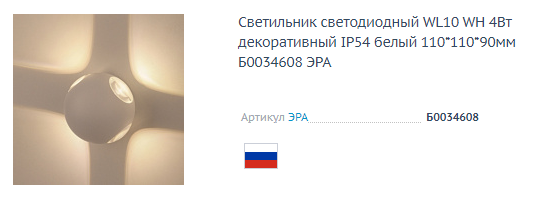 Светильник светодиодный WL10 WH 4Вт
декоративный IP54 белый 110*110*90мм
Б0034608 ЭРА
Артикул ЭРА Б0034608